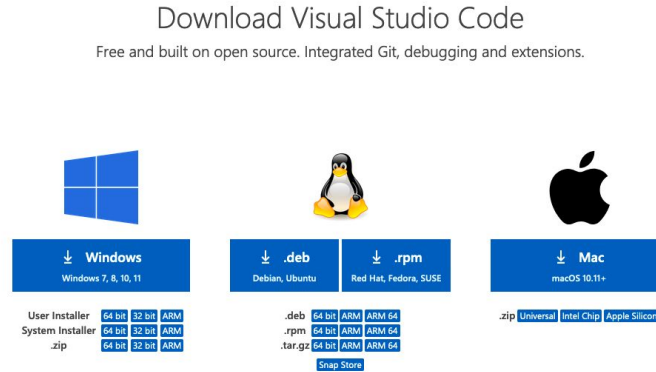 Download Visual Studio Code
Free and built on open source. Integrated Git, debugging and extensions.
Windows
Windows 7, 8, 10, 11
User Installer 64 bit 32 bit ARM
System Installer 64 bit 32 bit ARM
.zip 64 bit 32 bit ARM
.deb
Debian, Ubuntu
.rpm
Red Hat, Fedora, SUSE
.deb 64 bit ARM ARM 64
.rpm 64 bit ARM ARM 64
.tar.gz 64 bit ARM ARM 64
Snap Store
Mac
macOS 10.11+
.zip Universal Intel Chip Apple Silicon